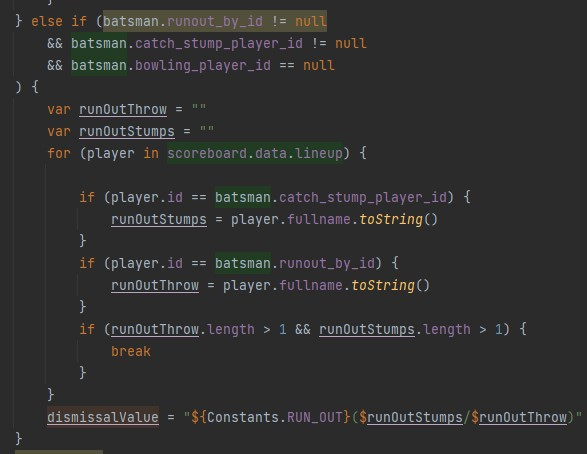 }
} else if (batsman.runout_by_id != null
&& batsman.catch_stump_player_id != null
&& batsman.bowling_player_id == null
) {
var runOutThrow = ""
var runOutStumps = ""
for (player in scoreboard.data.lineup) {
if (player.id == batsman.catch_stump_player_id) {
runOutStumps = player.fullname.toString()
}
if (player.id == batsman.runout_by_id) {
runOutThrow = player.fullname.toString()
}
if (runOutThrow.length > 1 && runOutStumps.length > 1) {
break
}
}
dismissalValue = "${Constants.RUN_OUT}($runOutStumps/$runOutThrow)"
}